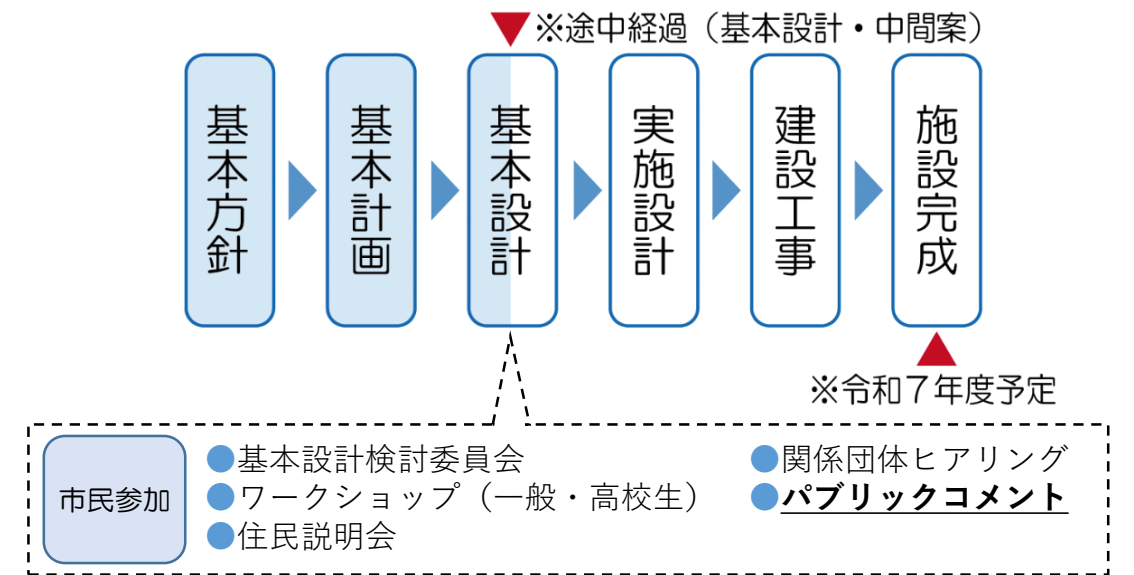 ※途中経過（基本設計・中間案）
基本方針
基本計画
基本設計
実施設計
建設工事
施設完成
※令和７年度予定
市民参加
●基本設計検討委員会
●ワークショップ（一般・高校生）
●住民説明会
●関係団体ヒアリング
●パブリックコメント